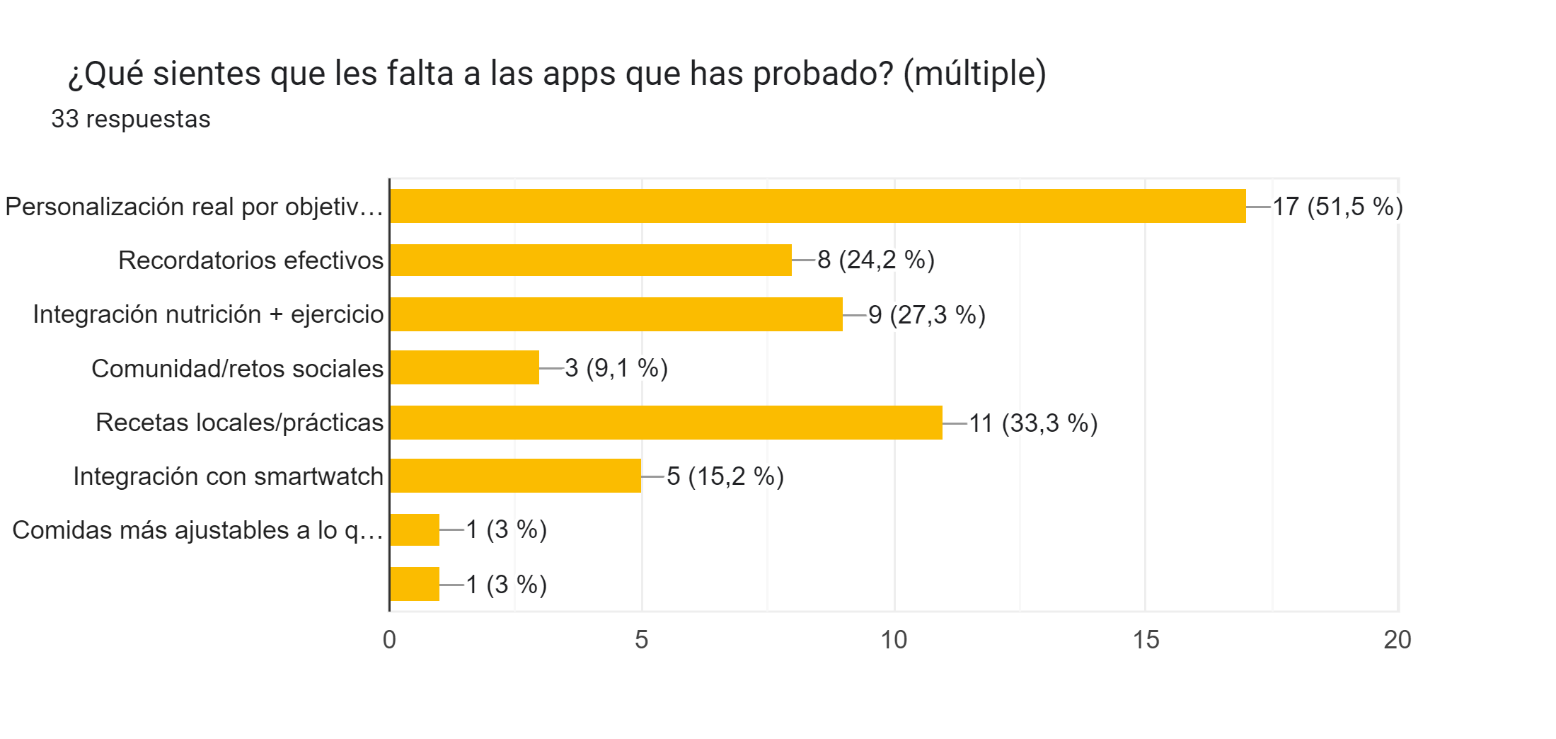 ¿Qué sientes que les falta a las apps que has probado? (múltiple)
33 respuestas
Personalización real por objetiv… 17 (51,5 %)
Recordatorios efectivos 8 (24,2 %)
Integración nutrición + ejercicio 9 (27,3 %)
Comunidad/retos sociales 3 (9,1 %)
Recetas locales/prácticas 11 (33,3 %)
Integración con smartwatch 5 (15,2 %)
Comidas más ajustables a lo q… 1 (3 %)
1 (3 %)
0 5 10 15 20